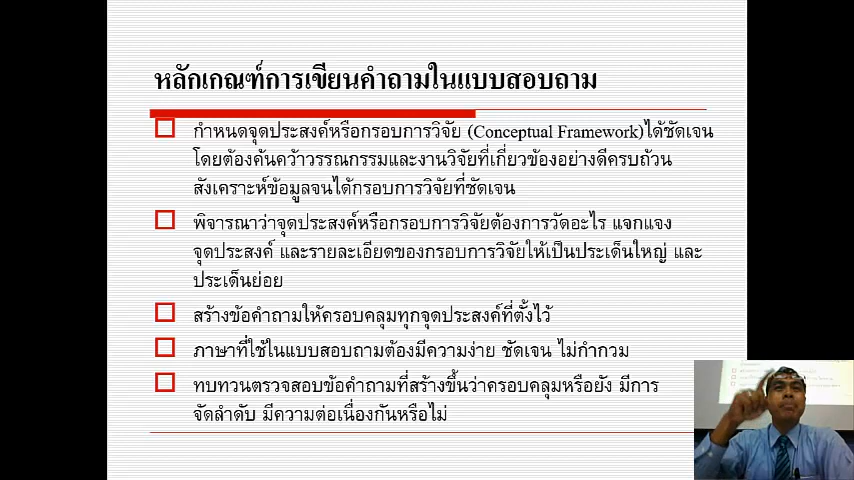 หลักเกณฑ์การเขียนคำถามในแบบสอบถาม
กำหนดจุดประสงค์หรือกรอบการวิจัย (Conceptual Framework)ได้ชัดเจน
โดยต้องค้นคว้าวรรณกรรมและงานวิจัยที่เกี่ยวข้องอย่างดีครบถ้วน
สังเคราะห์ข้อมูลจนได้กรอบการวิจัยที่ชัดเจน
พิจารณาว่าจุดประสงค์หรือกรอบการวิจัยต้องการวัดอะไร แจกแจง
จุดประสงค์ และรายละเอียดของกรอบการวิจัยให้เป็นประเด็นใหญ่ และ
ประเด็นย่อย
สร้างข้อคำถามให้ครอบคลุมทุกจุดประสงค์ที่ตั้งไว้
ภาษาที่ใช้ในแบบสอบถามต้องมีความง่าย ชัดเจน ไม่กำกวม
ทบทวนตรวจสอบข้อคำถามที่สร้างขึ้นว่าครอบคลุมหรือยัง มีการ
จัดลำดับ มีความต่อเนื่องกันหรือไม่